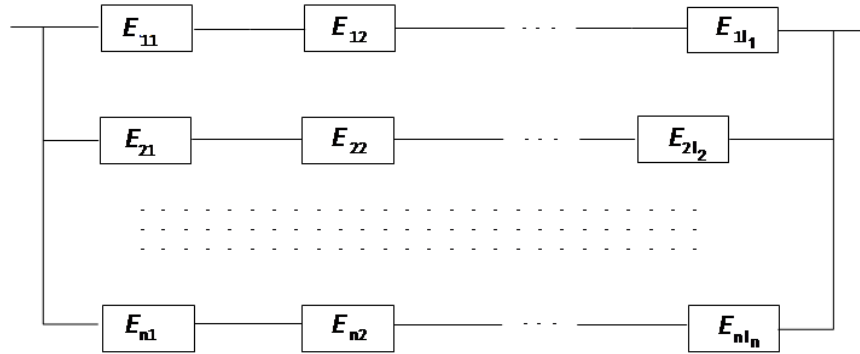 E11 E12 - - - E1l1
E21 E22 - - - E2l2
En1 En2 - - - Enln